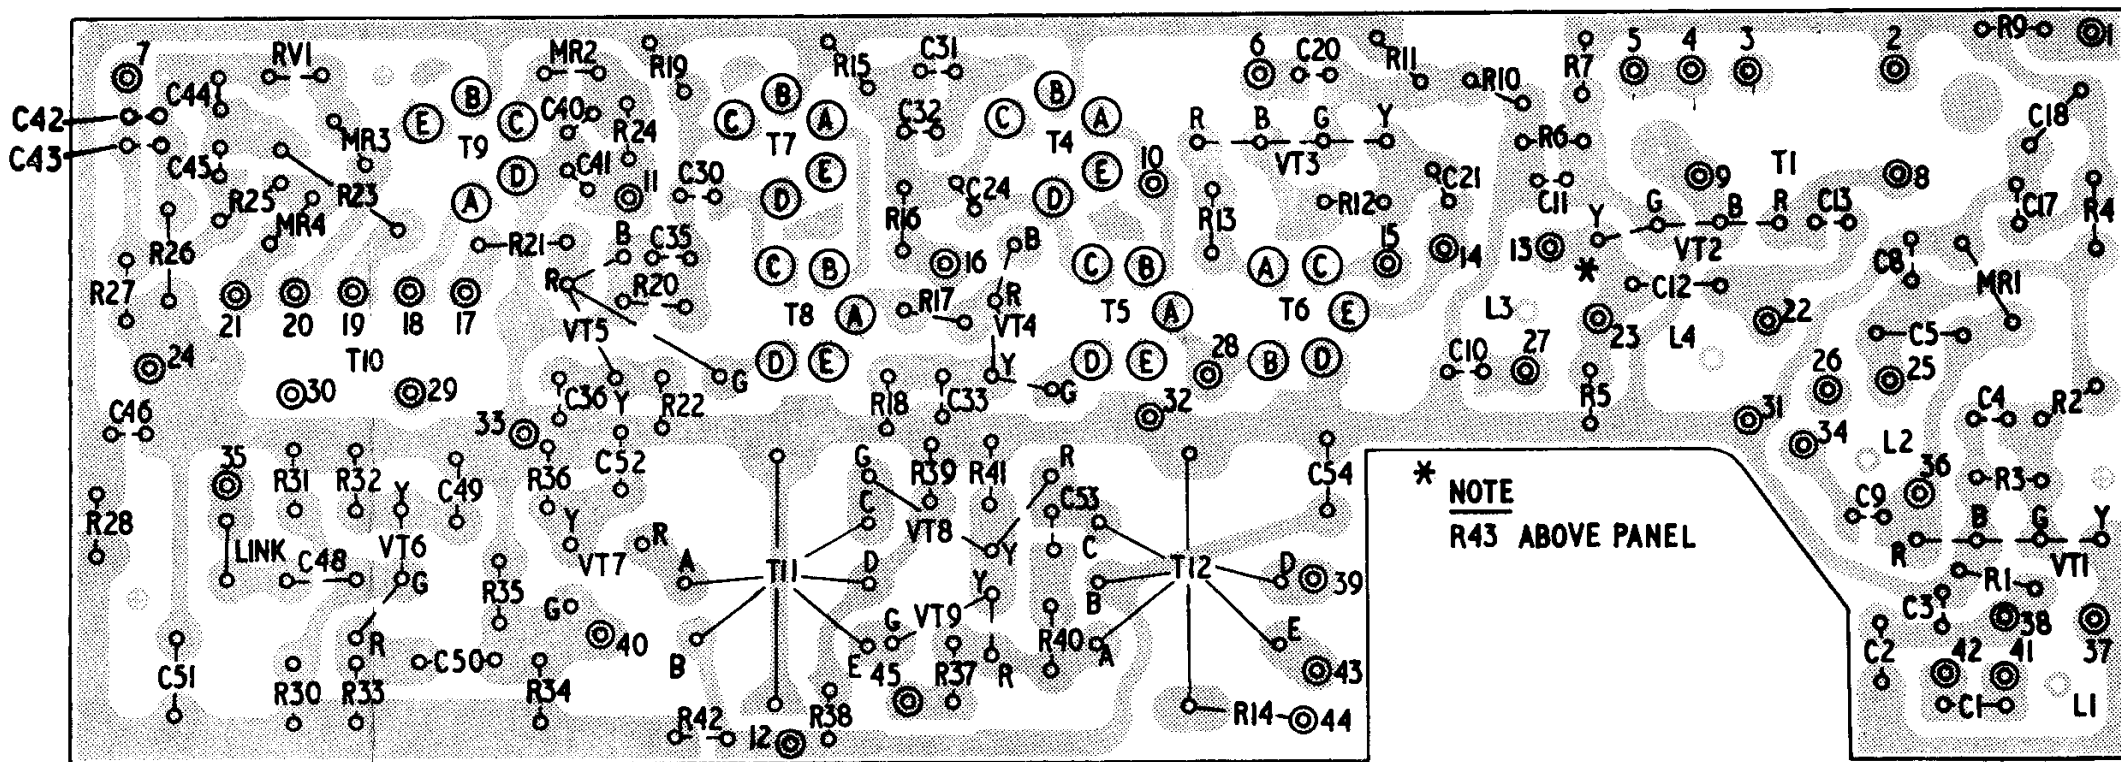 7 RV1 MR2 R19 R15 C31 6 C20 R11 R7 5 4 3 2 R9 1
C44 B B B R10
C42 E C C40 R24 C A C32 C A R B G Y R6 C18
C43 MR3 T9 T7 T4 VT3
C45 R23 D C41 C30 E E 10 C21 9 T1 8
R25 A 11 D R16 C24 D R13 R12 C11 Y G B R C13 C17 R4
R26 MR4 R21 B C35 16 B 15 14 13 VT2 C8
R27 R R20 C B R17 R C B A C * C12 MR1
21 20 19 18 17 VT5 T8 A VT4 T5 A T6 E L3 23 L4 22 C5
24 T10 D E Y D E 28 B D C10 27 26 25
30 29 C36 Y R22 G R18 C33 G 32 R5 31 C4 R2
C46 33 34 L2
35 R31 R32 Y C49 R36 C52 G R39 R41 R C54 36 R3
R28 Y R C VT8 C53 C9 B G Y
LINK C48 VT6 VT7 A T11 D Y C T12 D 39 R VT1
G R35 G Y B R1
R 40 B G VT9 R40 A E C3 38 37
C51 C50 E 45 R37 R 43 C2 42 41
R30 R33 R34 R42 12 R38 R14 44 C1 L1
* NOTE
R43 ABOVE PANEL